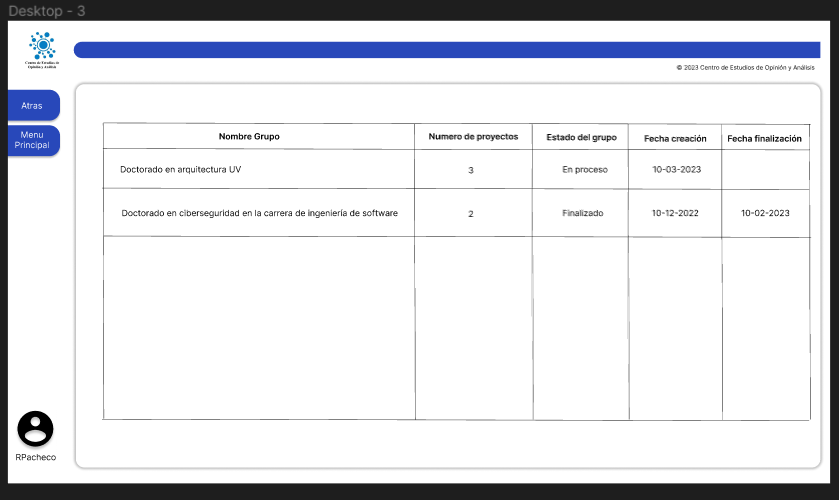 Desktop - 3
Centro de Estudios de
Opinión y Análisis
© 2023 Centro de Estudios de Opinión y Análisis
Atras
Menu
Principal
Nombre Grupo Numero de proyectos Estado del grupo Fecha creación Fecha finalización
Doctorado en arquitectura UV 3 En proceso 10-03-2023
Doctorado en ciberseguridad en la carrera de ingeniería de software 2 Finalizado 10-12-2022 10-02-2023
RPacheco